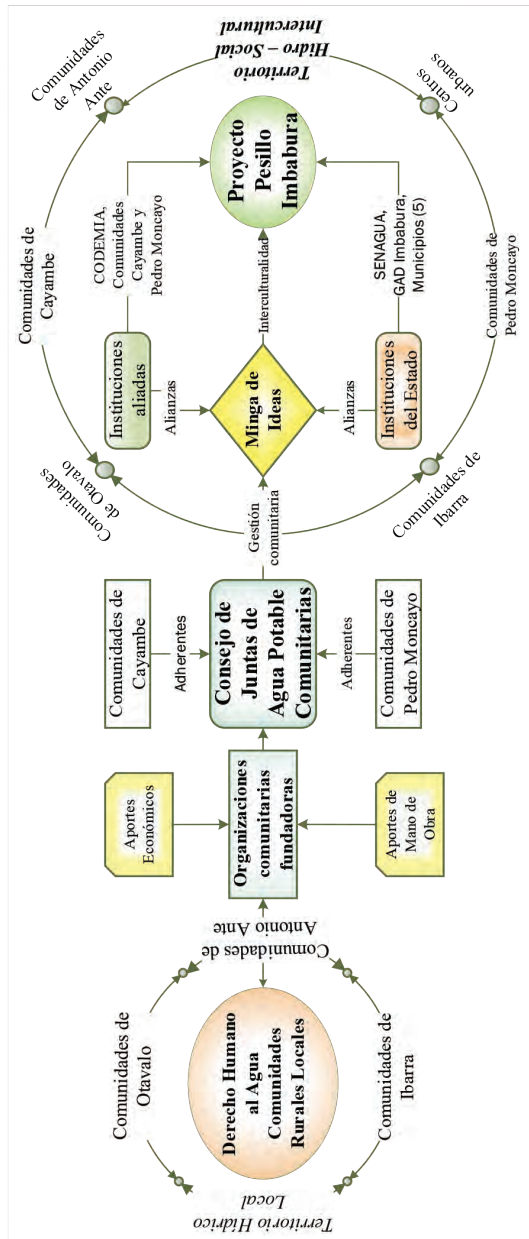 Territorio Hídrico
Local
Comunidades de
Otavalo
Comunidades de
Antonio Ante
Comunidades de
Ibarra
Derecho Humano
al Agua
Comunidades
Rurales Locales
Aportes
Económicos
Organizaciones
comunitarias
fundadoras
Aportes de
Mano de
Obra
Comunidades de
Cayambe
Adherentes
Consejo de
Juntas de
Agua Potable
Comunitarias
Adherentes
Comunidades de
Pedro Moncayo
Gestión
comunitaria
Comunidades
de Otavalo
Comunidades de
Cayambe
Comunidades
de Antonio
Ante
Territorio
Hidro – Social
Intercultural
Centros
urbanos
Comunidades de
Pedro Moncayo
Comunidades de
Ibarra
Instituciones
aliadas
Alianzas
CODEMIA,
Comunidades
Cayambe y
Pedro Moncayo
Minga de
Ideas
Interculturalidad
Proyecto
Pesillo
Imbabura
Alianzas
Instituciones
del Estado
SENAGUA,
GAD Imbabura,
Municipios (5)